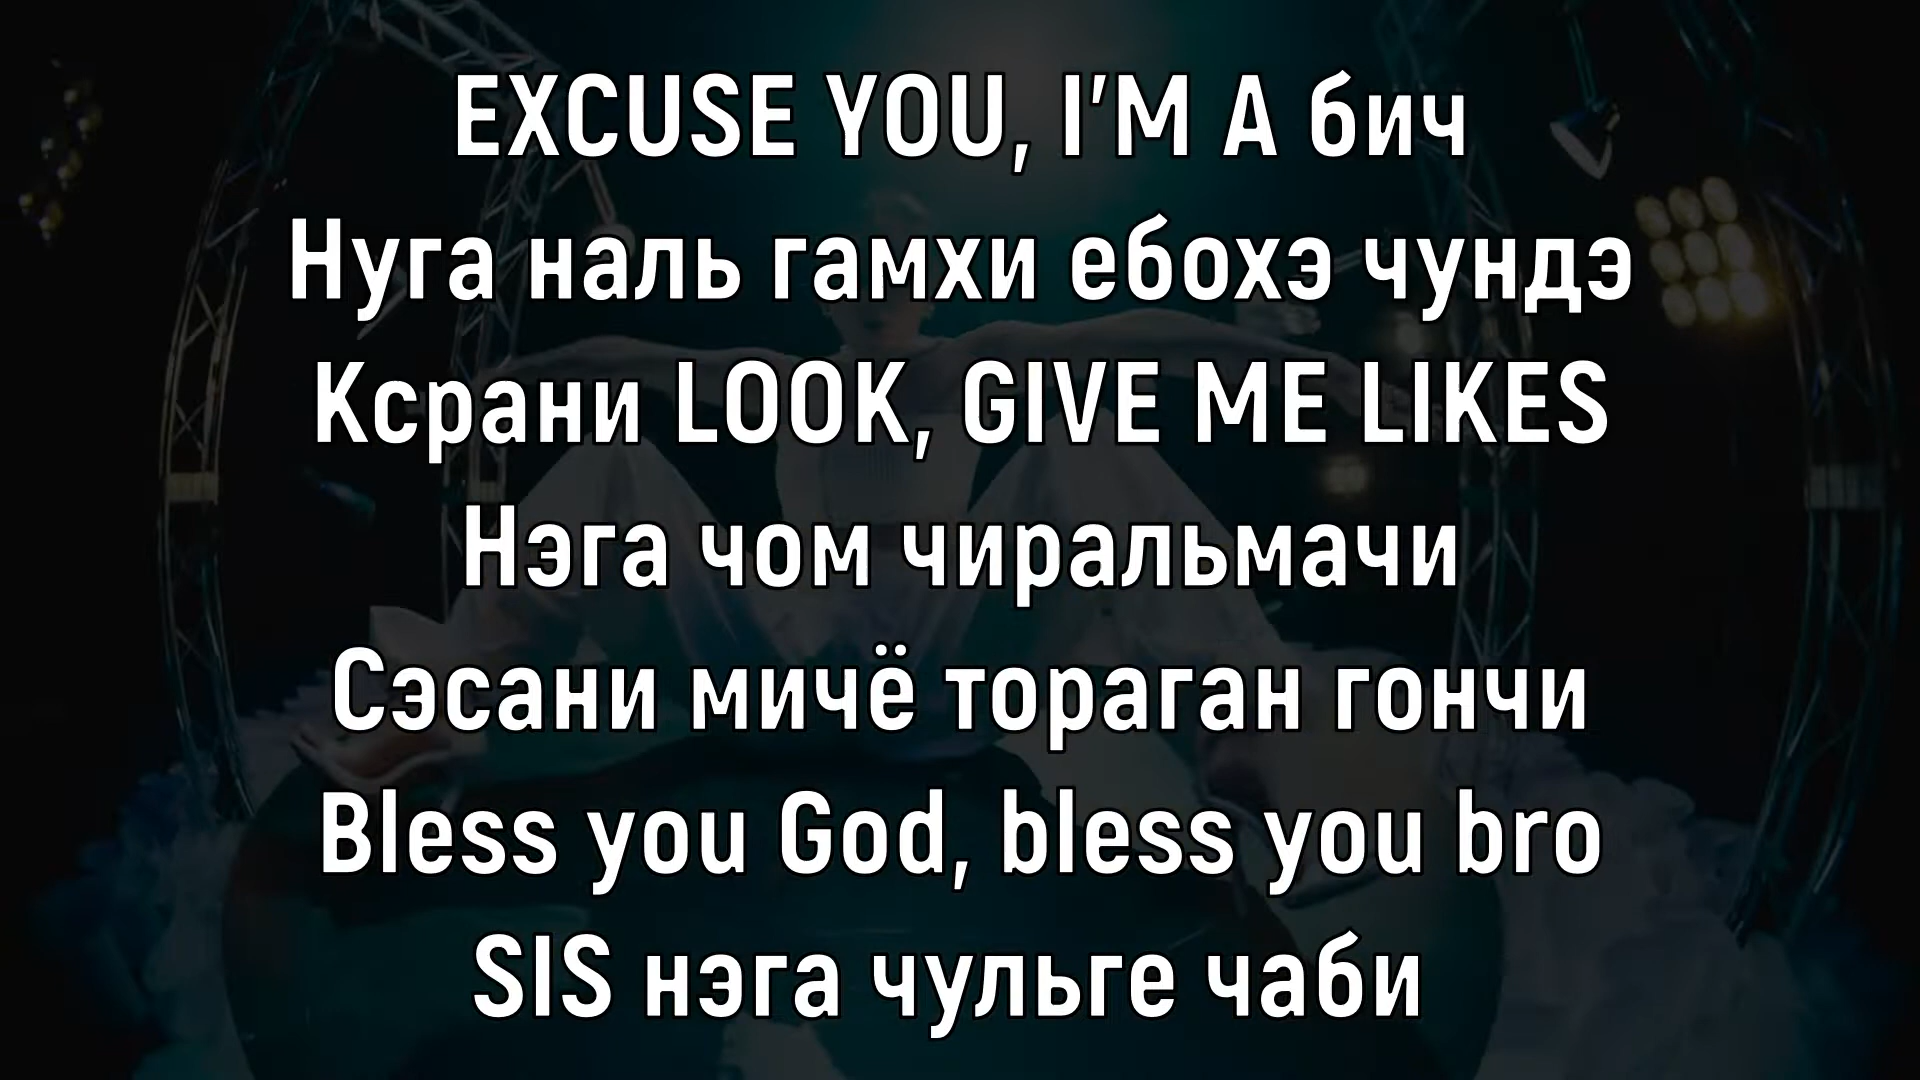 EXCUSE YOU, I'M A бич
Нуга наль гамхи ебохэ чундэ
Ксрани LOOK, GIVE ME LIKES
Нэга чом чиральмачи
Сэсани мичё тораган гончи
Bless you God, bless you bro
SIS нэга чульге чаби